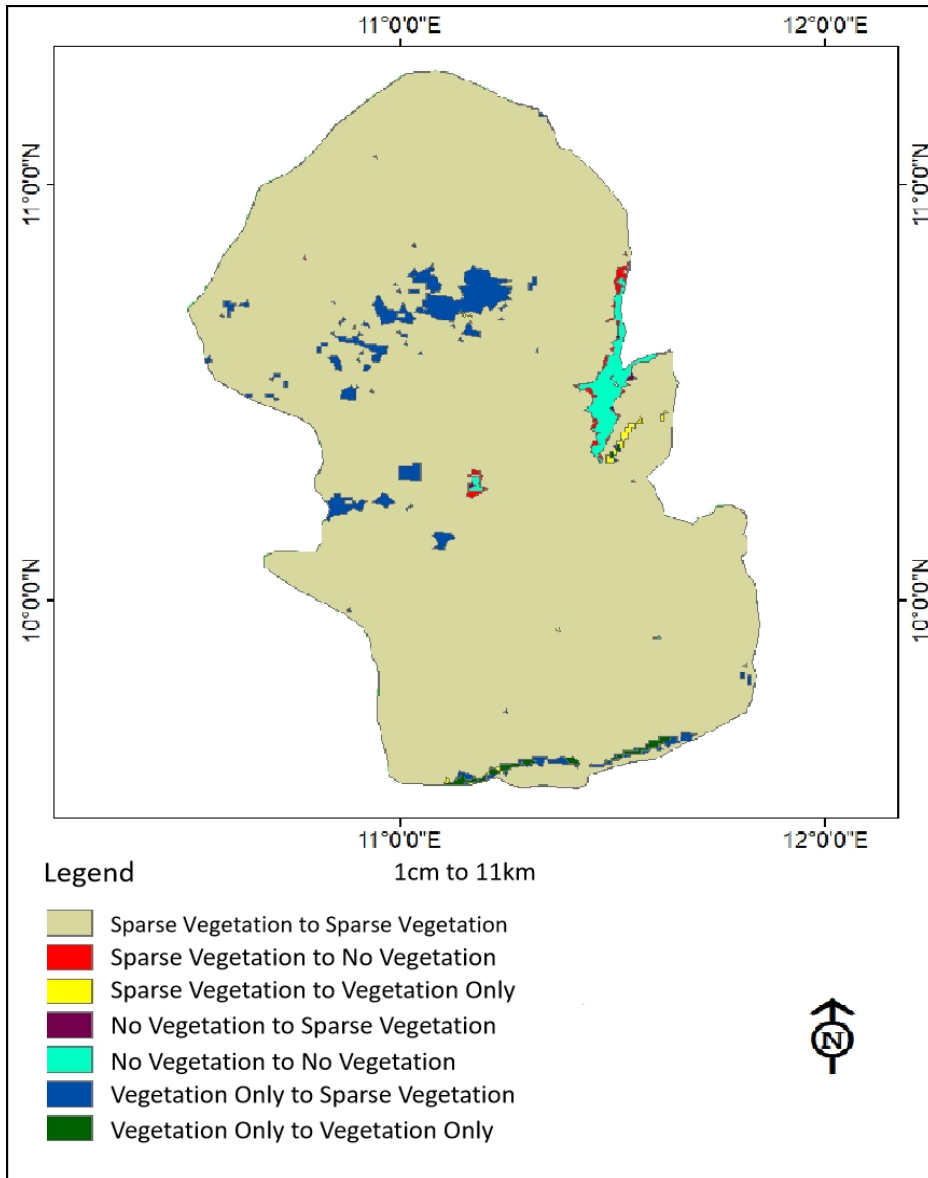 11°0'0"E 12°0'0"E
11°0'0"N 11°0'0"N
10°0'0"N 10°0'0"N
11°0'0"E 12°0'0"E
Legend 1cm to 11km
Sparse Vegetation to Sparse Vegetation
Sparse Vegetation to No Vegetation
Sparse Vegetation to Vegetation Only
No Vegetation to Sparse Vegetation
No Vegetation to No Vegetation
Vegetation Only to Sparse Vegetation
Vegetation Only to Vegetation Only
N